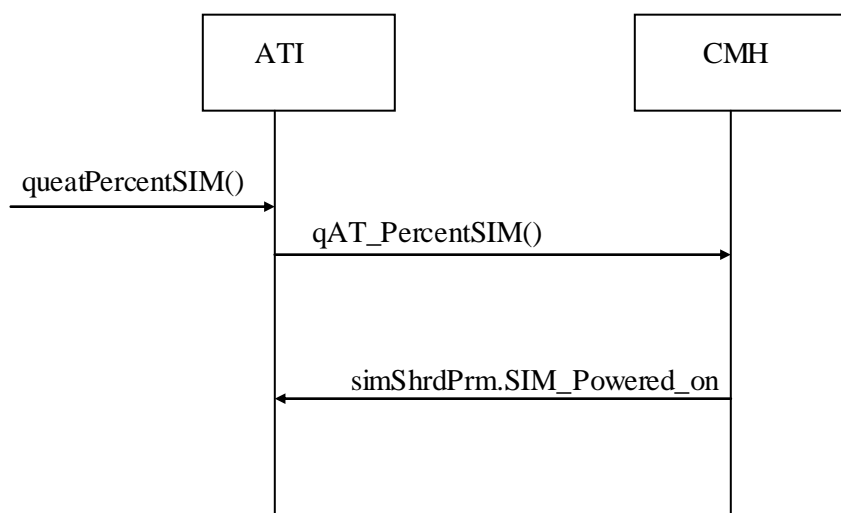 ATI
CMH
queatPercentSIM()
qAT_PercentSIM()
simShrdPrm.SIM_Powered_on